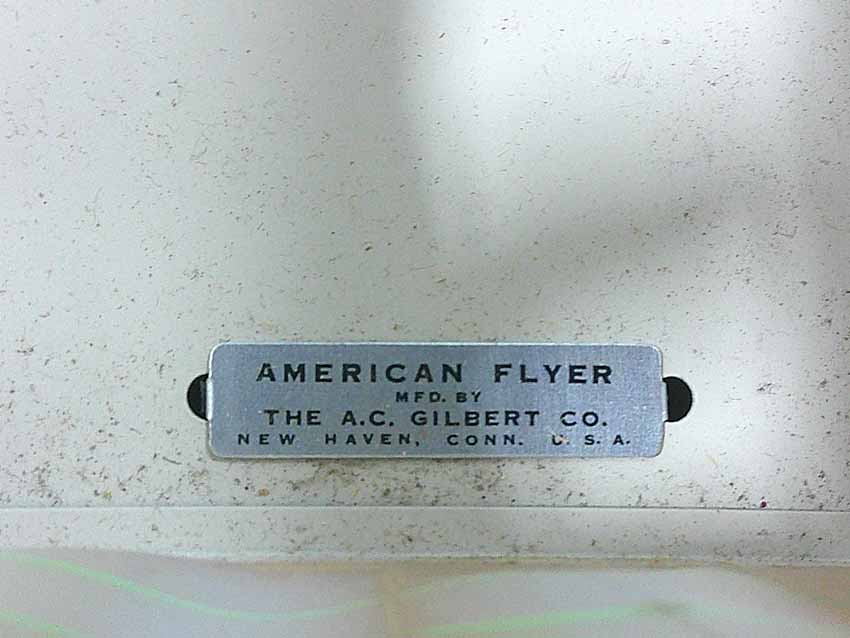 AMERICAN FLYER
MFD. BY
THE A.C. GILBERT CO.
NEW HAVEN, CONN. U.S.A.